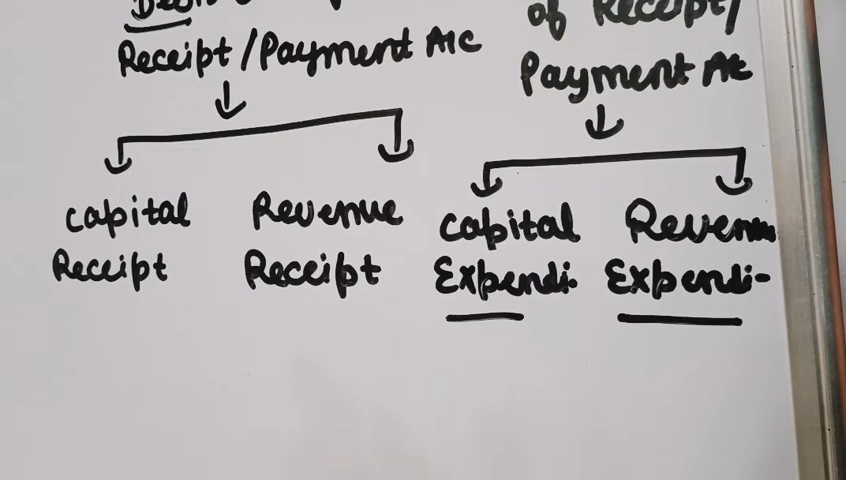 Receipt/Payment A/C
Capital
Receipt
Revenue
Receipt
of Receipt/
Payment A/c
Capital
Expendi.
Revenue
Expendi-